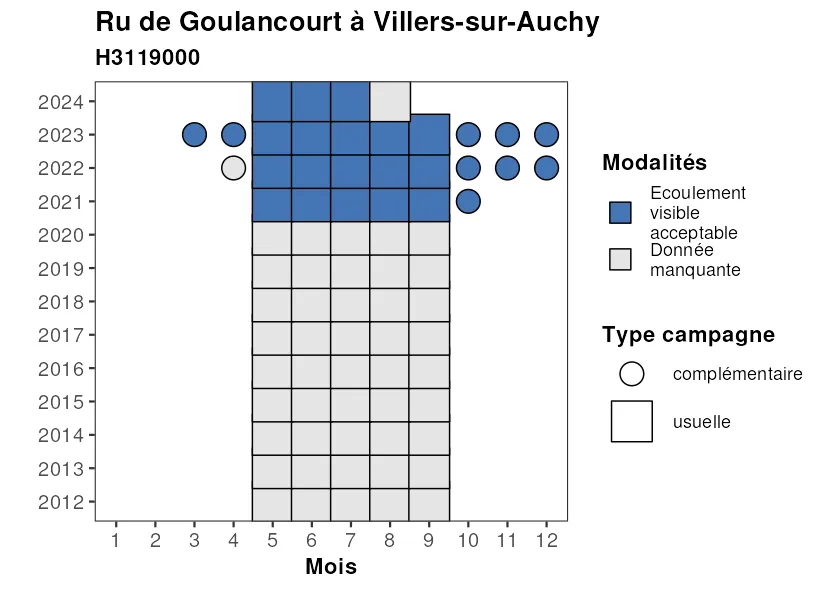 Ru de Goulancourt à Villers-sur-Auchy
H3119000
2024
2023
2022
2021
2020
2019
2018
2017
2016
2015
2014
2013
2012
1 2 3 4 5 6 7 8 9 10 11 12
Mois
Modalités
Ecoulement
visible
acceptable
Donnée
manquante
Type campagne
complémentaire
usuelle